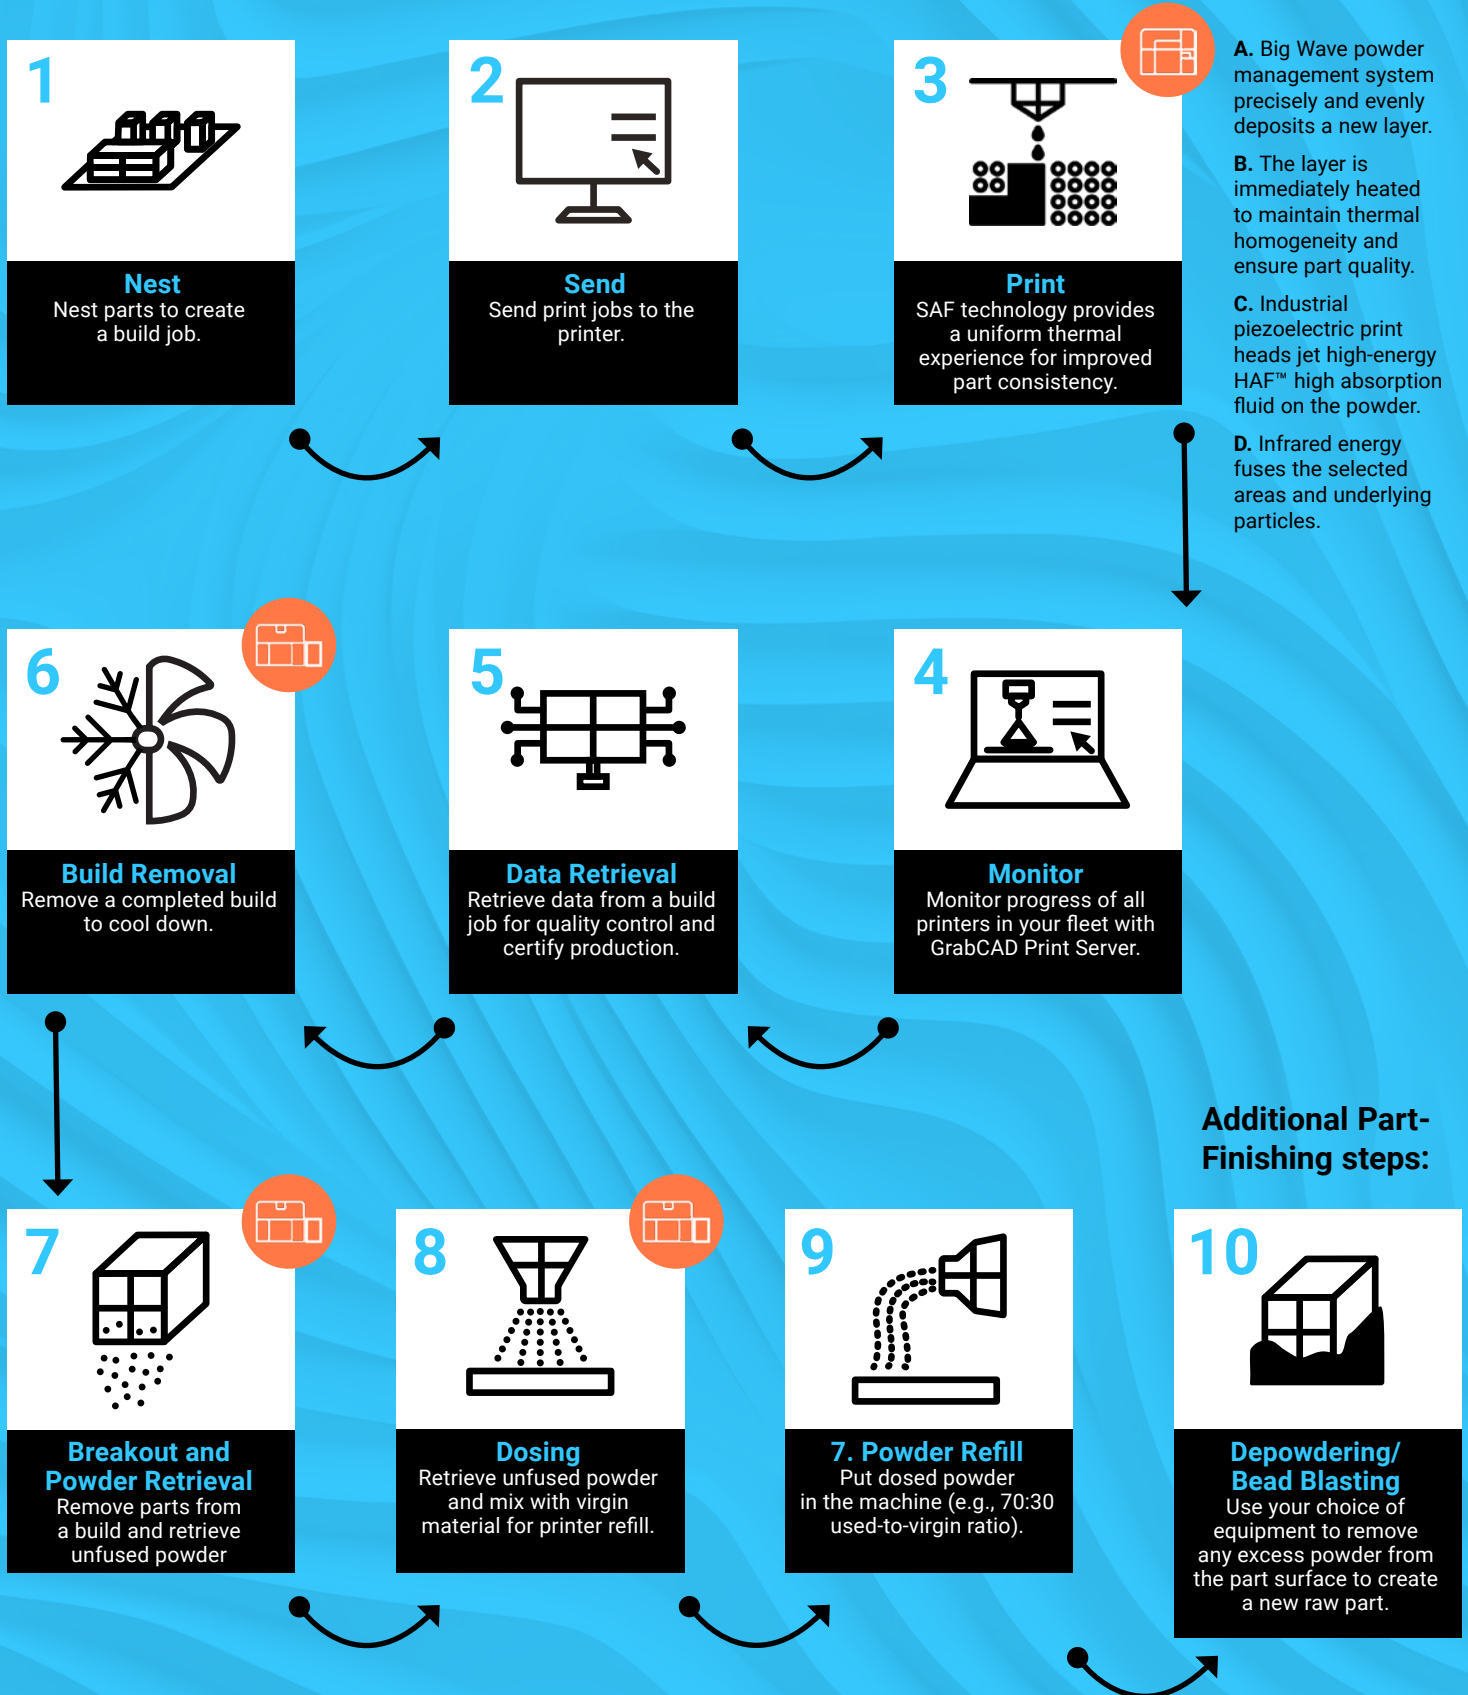 1
Nest
Nest parts to create
a build job.
2
Send
Send print jobs to the
printer.
3
Print
SAF technology provides
a uniform thermal
experience for improved
part consistency.
A. Big Wave powder
management system
precisely and evenly
deposits a new layer.
B. The layer is
immediately heated
to maintain thermal
homogeneity and
ensure part quality.
C. Industrial
piezoelectric print
heads jet high-energy
HAF™ high absorption
fluid on the powder.
D. Infrared energy
fuses the selected
areas and underlying
particles.
4
Monitor
Monitor progress of all
printers in your fleet with
GrabCAD Print Server.
5
Data Retrieval
Retrieve data from a build
job for quality control and
certify production.
6
Build Removal
Remove a completed build
to cool down.
7
Breakout and
Powder Retrieval
Remove parts from
a build and retrieve
unfused powder
8
Dosing
Retrieve unfused powder
and mix with virgin
material for printer refill.
9
7. Powder Refill
Put dosed powder
in the machine (e.g., 70:30
used-to-virgin ratio).
Additional Part-
Finishing steps:
10
Depowdering/
Bead Blasting
Use your choice of
equipment to remove
any excess powder from
the part surface to create
a new raw part.